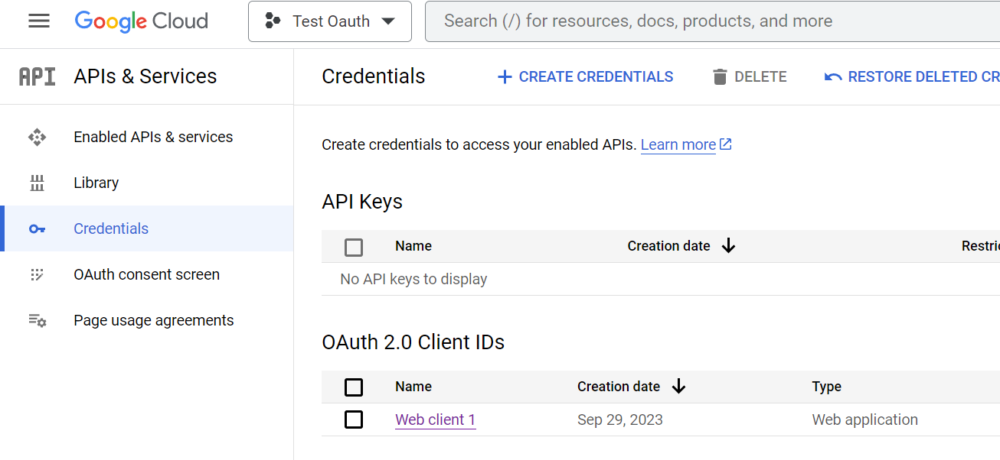 Google Cloud
Test Oauth
Search (/) for resources, docs, products, and more
API
APIs & Services
Enabled APIs & services
Library
Credentials
OAuth consent screen
Page usage agreements
Credentials
CREATE CREDENTIALS
DELETE
RESTORE DELETED CR
Create credentials to access your enabled APIs. Learn more
API Keys
Name Creation date Restri
No API keys to display
OAuth 2.0 Client IDs
Name Creation date Type
Web client 1 Sep 29, 2023 Web application